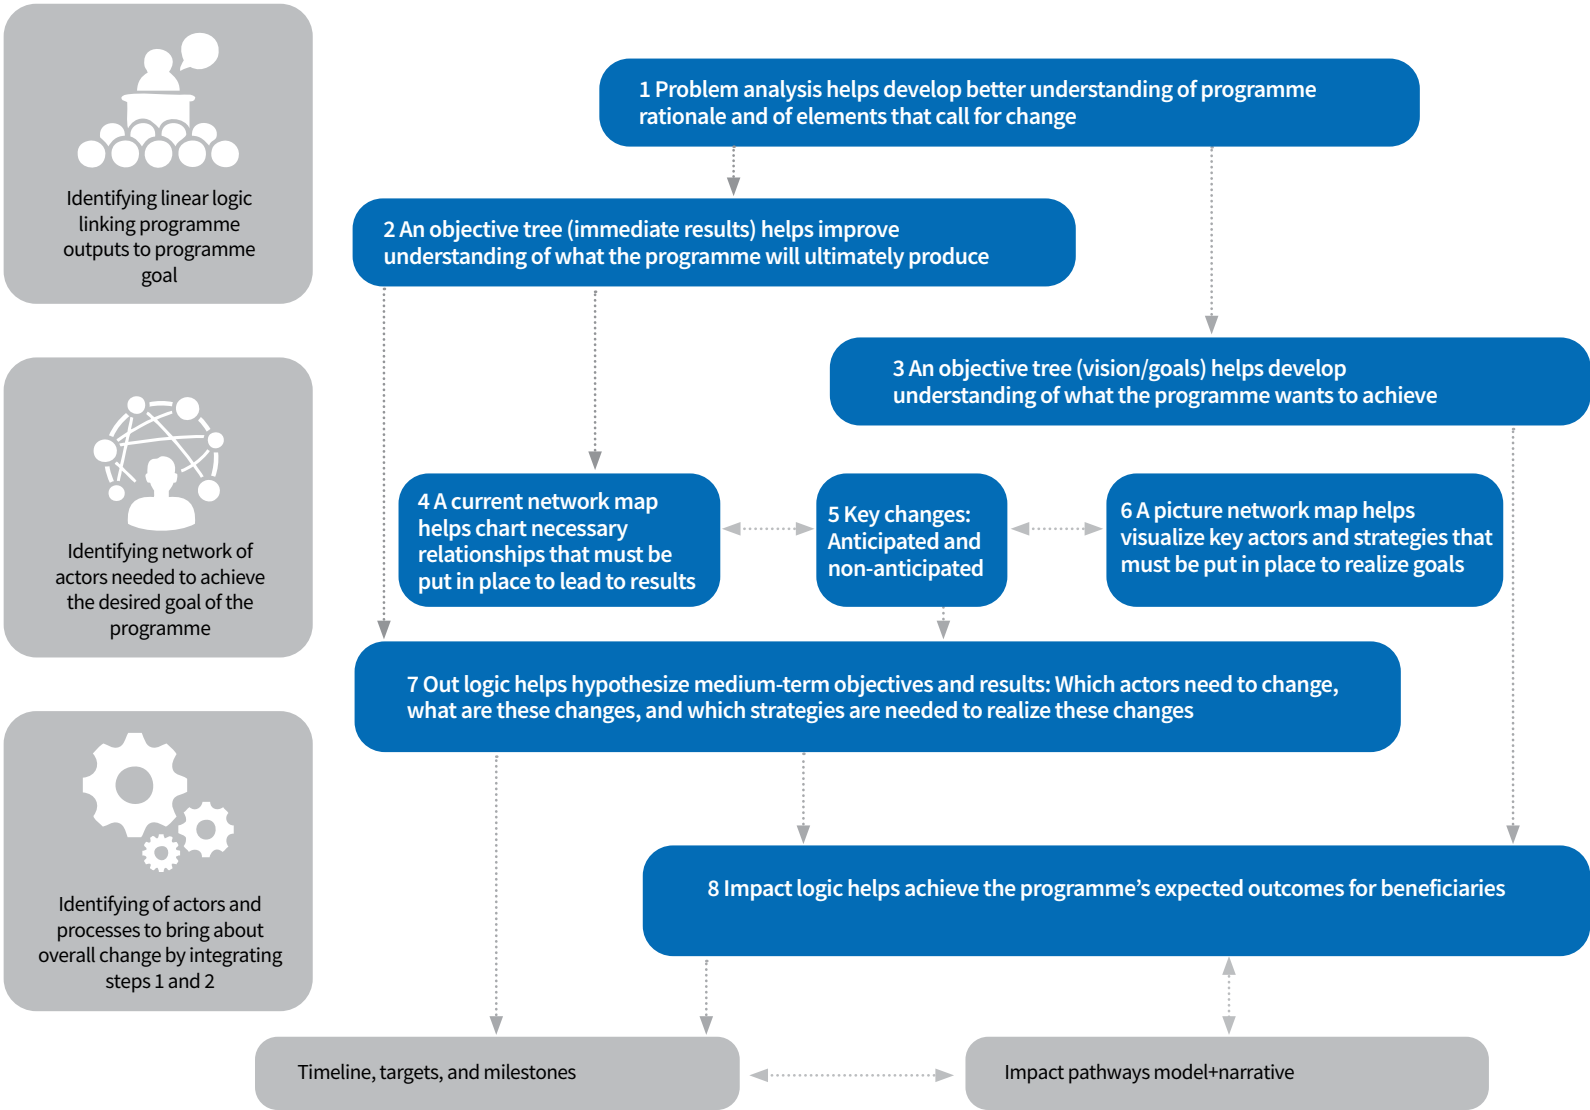 Identifying linear logic
linking programme
outputs to programme
goal
1 Problem analysis helps develop better understanding of programme
rationale and of elements that call for change
2 An objective tree (immediate results) helps improve
understanding of what the programme will ultimately produce
3 An objective tree (vision/goals) helps develop
understanding of what the programme wants to achieve
Identifying network of
actors needed to achieve
the desired goal of the
programme
4 A current network map
helps chart necessary
relationships that must be
put in place to lead to results
5 Key changes:
Anticipated and
non-anticipated
6 A picture network map helps
visualize key actors and strategies that
must be put in place to realize goals
7 Out logic helps hypothesize medium-term objectives and results: Which actors need to change,
what are these changes, and which strategies are needed to realize these changes
Identifying of actors and
processes to bring about
overall change by integrating
steps 1 and 2
8 Impact logic helps achieve the programme’s expected outcomes for beneficiaries
Timeline, targets, and milestones
Impact pathways model+narrative